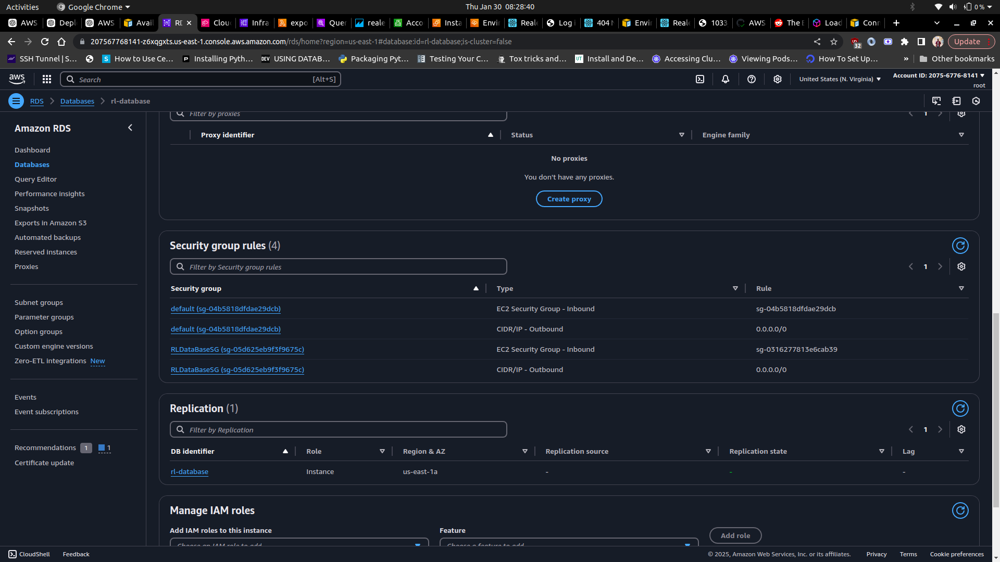 Activities Google Chrome Thu Jan 30 08:28:40 0 %
AWS Depl AWS Avail RD Clou Infra expo Quer reale Acco Insta Envi Reale Log i 404 N Envir Reale 1033 AWS The E Load Conn
207567768141-z6xqgxts.us-east-1.console.aws.amazon.com/rds/home?region=us-east-1#database:id=rl-database;is-cluster=false 32 Update
SSH Tunnel | S... How to Use Ce... Installing Pyth... DEV USING DATAB... Packaging Pyt... Testing Your C... Tox tricks and... UT Install and De... Accessing Clu... Viewing Pods... How To Set Up... » Other bookmarks
aws Search [Alt+S] United States (N. Virginia) Account ID: 2075-6776-8141
root
RDS Databases rl-database
Amazon RDS
Dashboard
Databases
Query Editor
Performance insights
Snapshots
Exports in Amazon S3
Automated backups
Reserved instances
Proxies
Subnet groups
Parameter groups
Option groups
Custom engine versions
Zero-ETL integrations New
Events
Event subscriptions
Recommendations 1 1
Certificate update
Filter by proxies 1
Proxy identifier Status Engine family
No proxies
You don't have any proxies.
Create proxy
Security group rules (4)
Filter by Security group rules 1
Security group Type Rule
default (sg-04b5818dfdae29dcb) EC2 Security Group - Inbound sg-04b5818dfdae29dcb
default (sg-04b5818dfdae29dcb) CIDR/IP - Outbound 0.0.0.0/0
RLDataBaseSG (sg-05d625eb9f3f9675c) EC2 Security Group - Inbound sg-0316277813e6cab39
RLDataBaseSG (sg-05d625eb9f3f9675c) CIDR/IP - Outbound 0.0.0.0/0
Replication (1)
Filter by Replication 1
DB identifier Role Region & AZ Replication source Replication state Lag
rl-database Instance us-east-1a - - -
Manage IAM roles
Add IAM roles to this instance Feature
Choose an IAM role to add Choose a feature to add Add role
CloudShell Feedback © 2025, Amazon Web Services, Inc. or its affiliates. Privacy Terms Cookie preferences